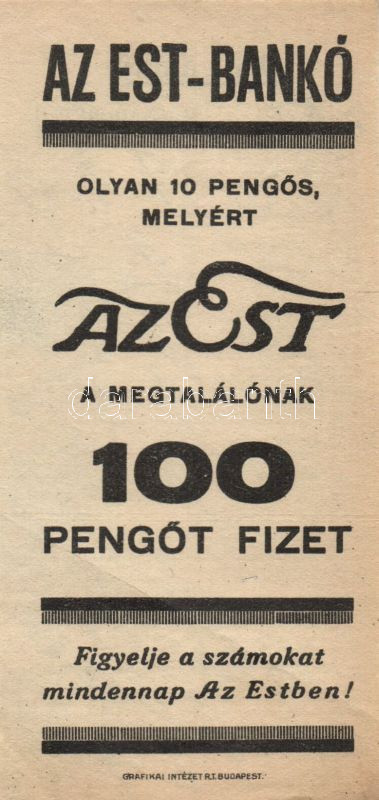 AZ EST-BANKÓ
OLYAN 10 PENGŐS,
MELYÉRT
AZ EST
A MEGTALÁLÓNAK
darabanth
100
PENGŐT FIZET
Figyelje a számokat
mindennap Az Estben!
GRAFIKAI INTÉZET R.T. BUDAPEST.